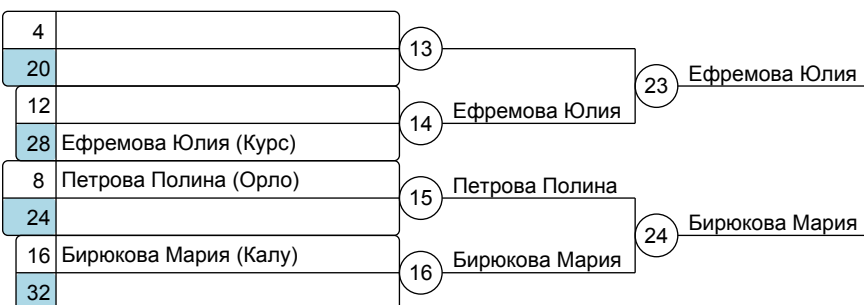 4
13
20
23 Ефремова Юлия
12
14 Ефремова Юлия
28 Ефремова Юлия (Курс)
8 Петрова Полина (Орло)
15 Петрова Полина
24
24 Бирюкова Мария
16 Бирюкова Мария (Калу)
16 Бирюкова Мария
32